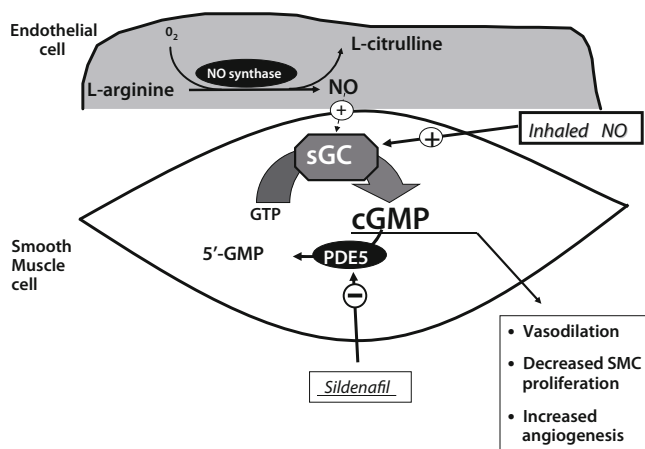 Endothelial
cell
0₂
L-citrulline
NO synthase
L-arginine
NO
+
Inhaled NO
+
sGC
GTP
cGMP
Smooth
Muscle
cell
5'-GMP
PDE5
−
Sildenafil
• Vasodilation
• Decreased SMC
proliferation
• Increased
angiogenesis